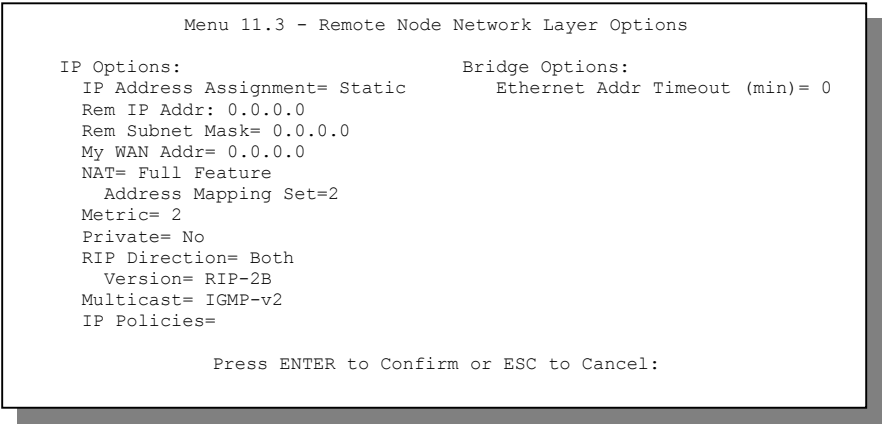 Menu 11.3 - Remote Node Network Layer Options
IP Options: Bridge Options:
IP Address Assignment= Static Ethernet Addr Timeout (min)= 0
Rem IP Addr: 0.0.0.0
Rem Subnet Mask= 0.0.0.0
My WAN Addr= 0.0.0.0
NAT= Full Feature
Address Mapping Set=2
Metric= 2
Private= No
RIP Direction= Both
Version= RIP-2B
Multicast= IGMP-v2
IP Policies=
Press ENTER to Confirm or ESC to Cancel: